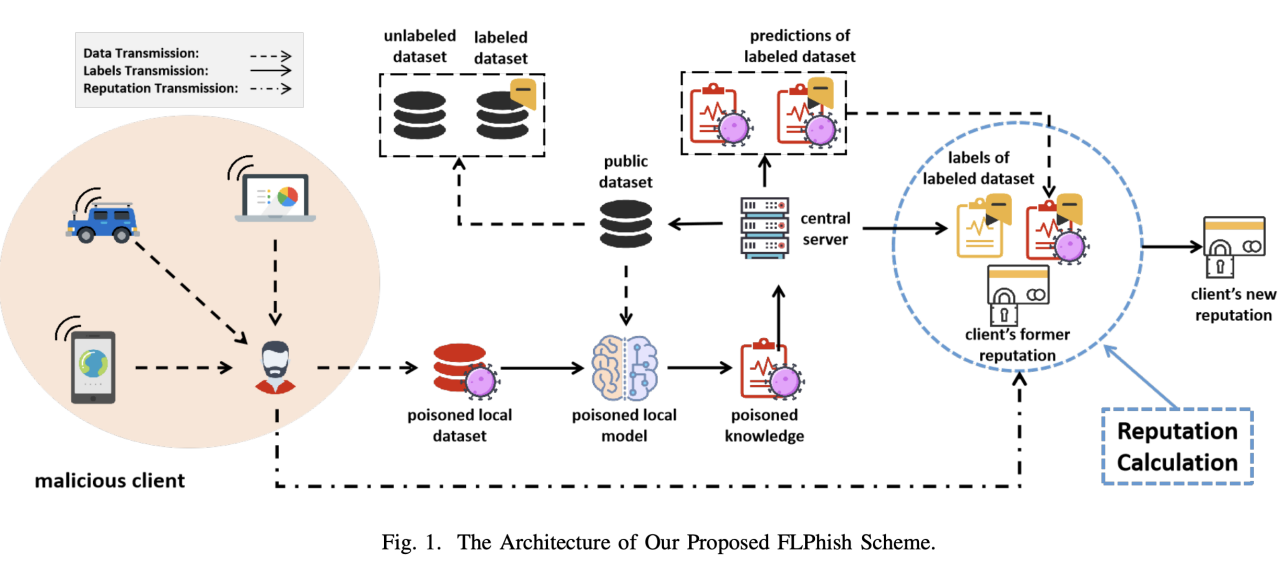 Data Transmission:
Labels Transmission:
Reputation Transmission:
unlabeled
dataset
labeled
dataset
predictions of
labeled dataset
public
dataset
central
server
labels of
labeled dataset
client's former
reputation
client's new
reputation
poisoned local
dataset
poisoned local
model
poisoned
knowledge
Reputation
Calculation
malicious client
Fig. 1. The Architecture of Our Proposed FLPhish Scheme.